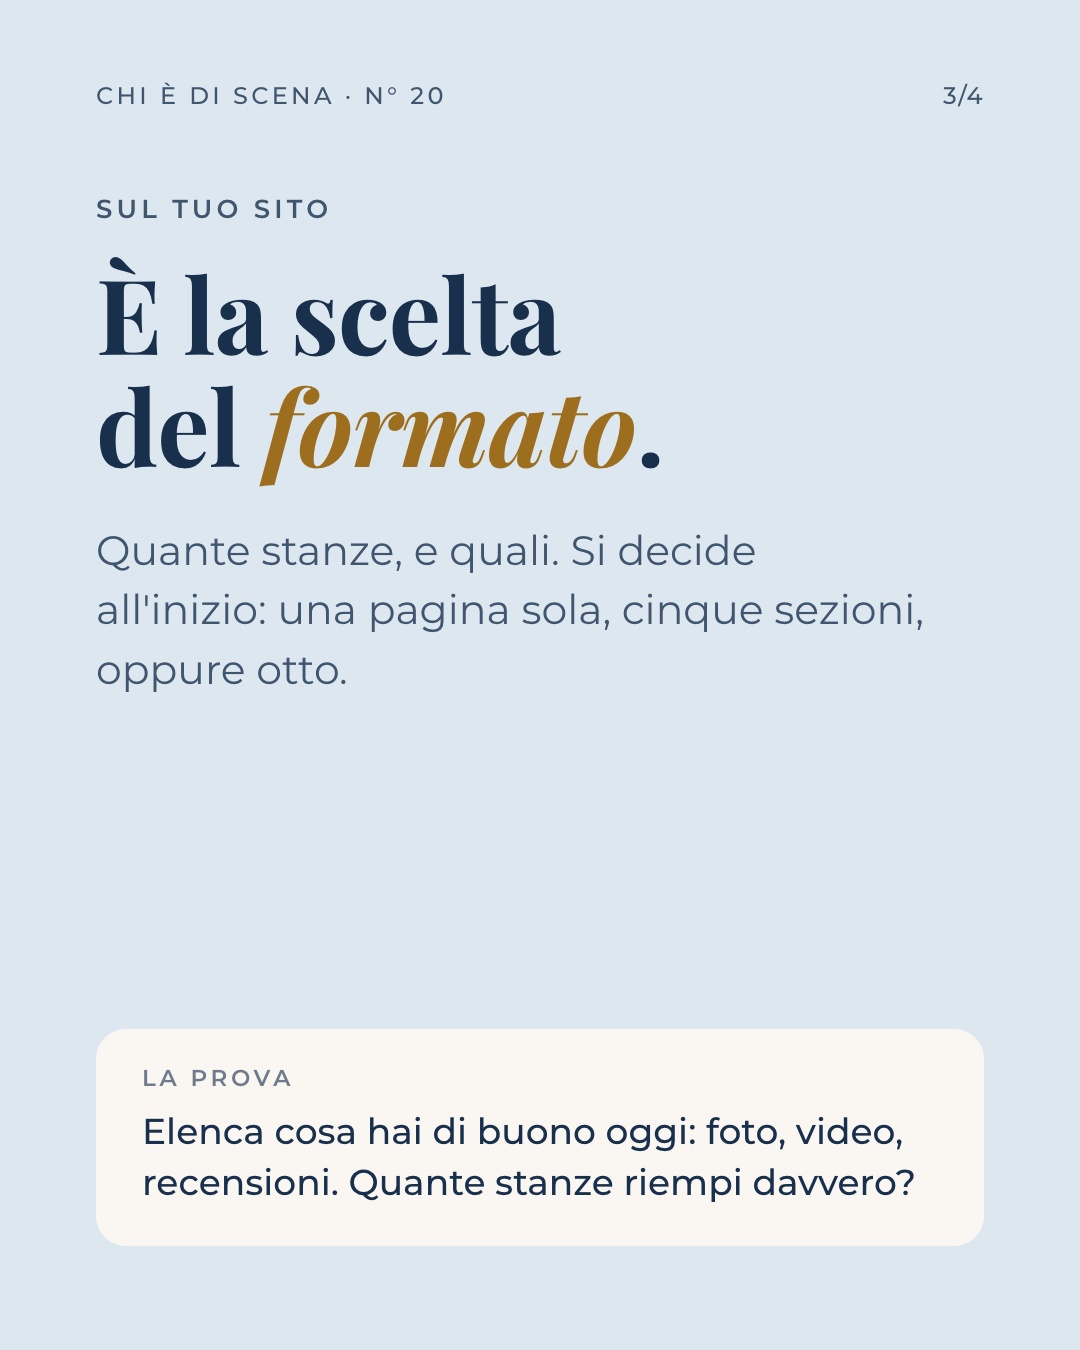 CHI È DI SCENA · N° 20
3/4
SUL TUO SITO
È la scelta
del formato.
Quante stanze, e quali. Si decide
all'inizio: una pagina sola, cinque sezioni,
oppure otto.
LA PROVA
Elenca cosa hai di buono oggi: foto, video,
recensioni. Quante stanze riempi davvero?